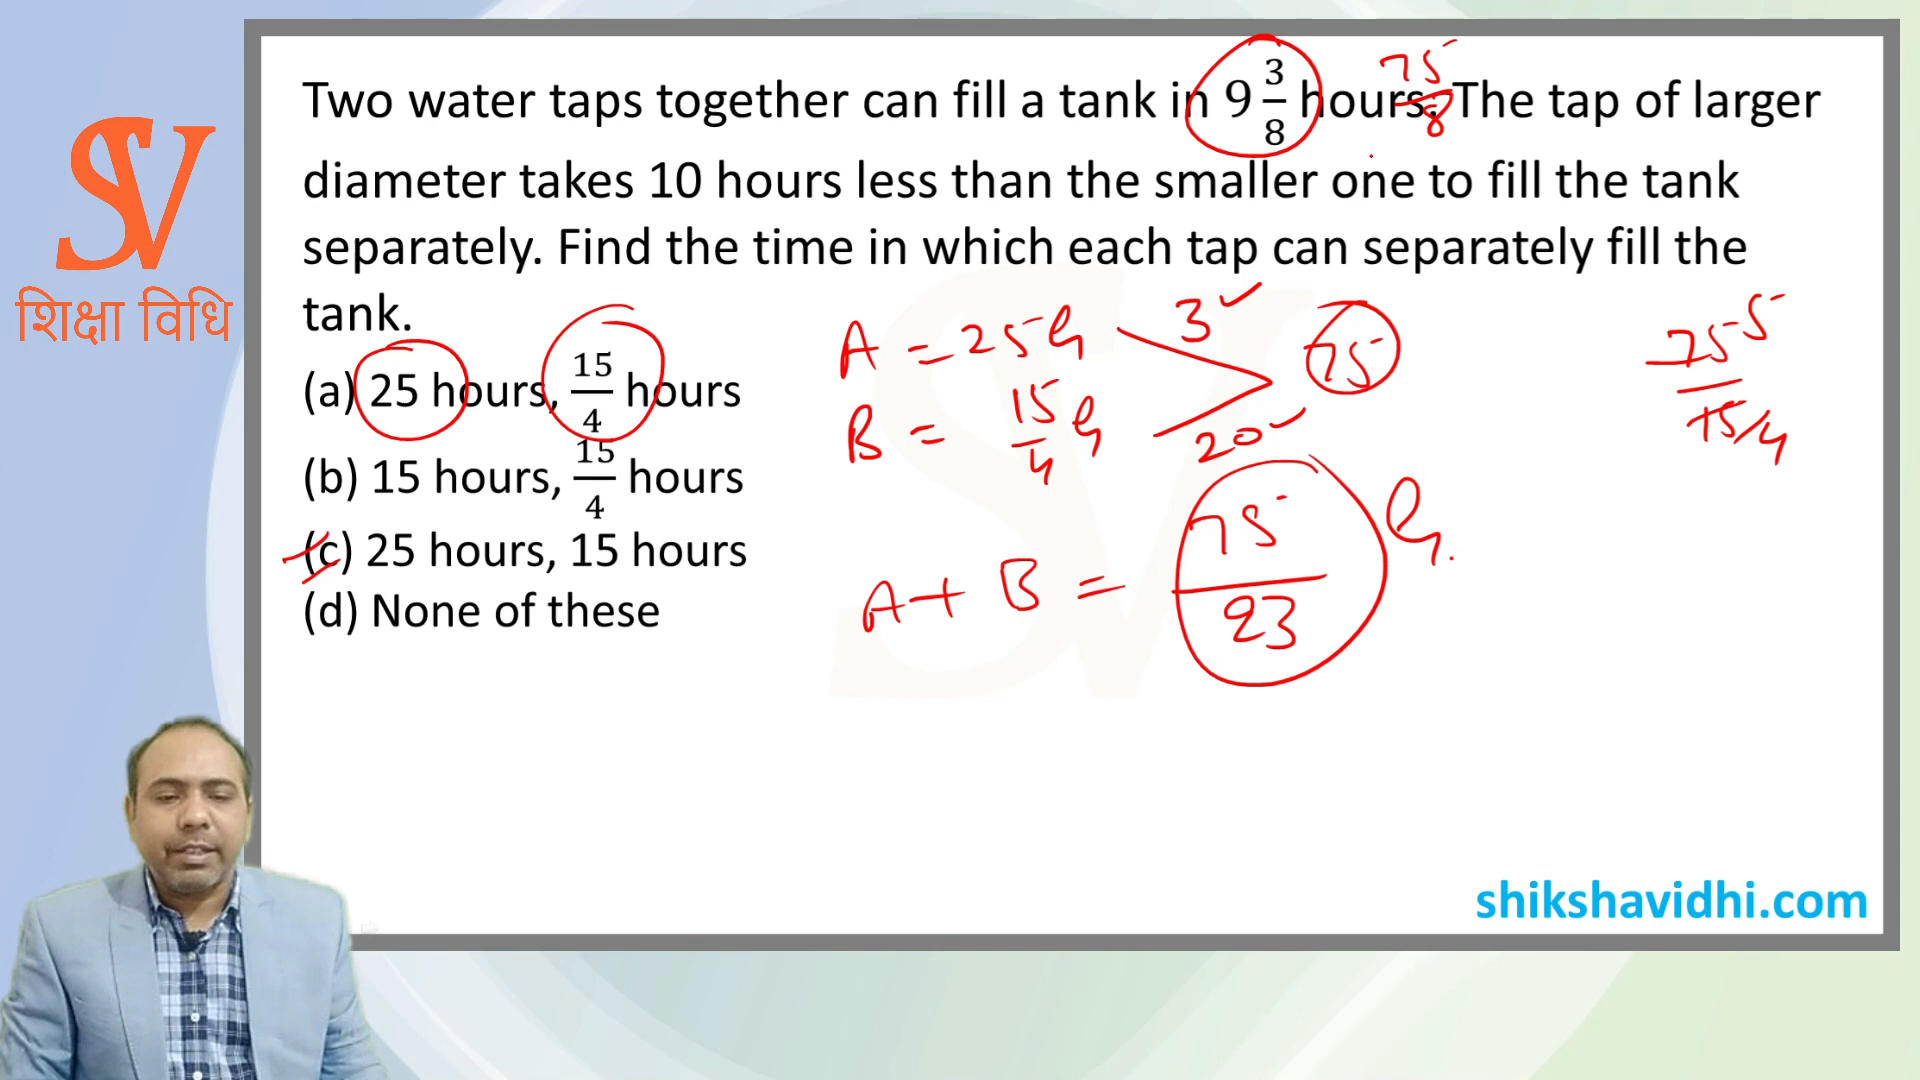 Two water taps together can fill a tank in 9 3/8 hours. The tap of larger
75/8
diameter takes 10 hours less than the smaller one to fill the tank
separately. Find the time in which each tap can separately fill the
tank.
(a) 25 hours, 15/4 hours
(b) 15 hours, 15/4 hours
(c) 25 hours, 15 hours
(d) None of these
A = 25h 3 75
B = 15/4 h 20
A + B = 75/23 h.
75 5
15/4
SV
शिक्षा विधि
shikshavidhi.com